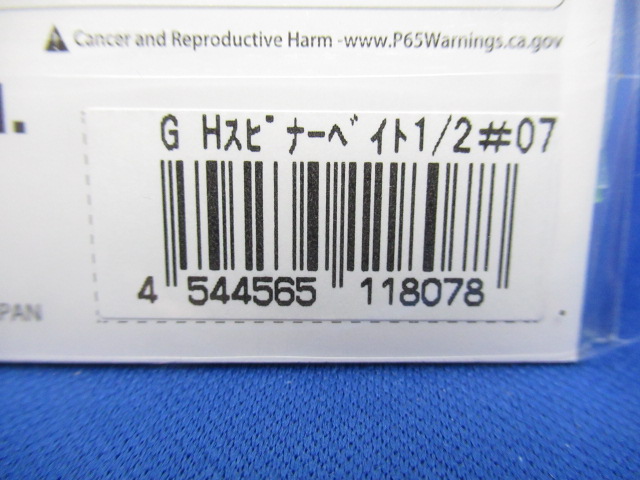 Cancer and Reproductive Harm -www.P65Warnings.ca.gov
G Hｽﾋﾟﾅｰﾍﾞｲﾄ1/2#07
4 544565 118078
PAN